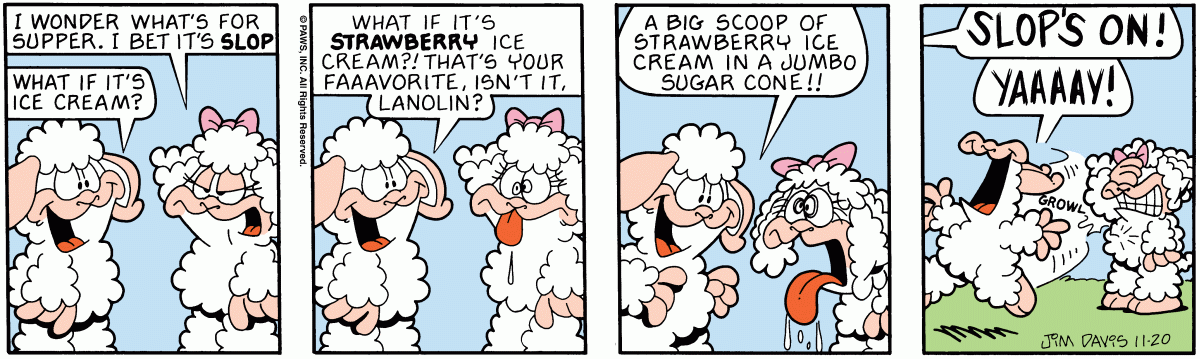 I WONDER WHAT'S FOR
SUPPER. I BET IT'S SLOP
WHAT IF IT'S
ICE CREAM?
© PAWS, INC. All Rights Reserved.
WHAT IF IT'S
STRAWBERRY ICE
CREAM?! THAT'S YOUR
FAAAVORITE, ISN'T IT,
LANOLIN?
A BIG SCOOP OF
STRAWBERRY ICE
CREAM IN A JUMBO
SUGAR CONE!!
SLOP'S ON!
YAAAAY!
GROWL
JIM DAVIS 11·20